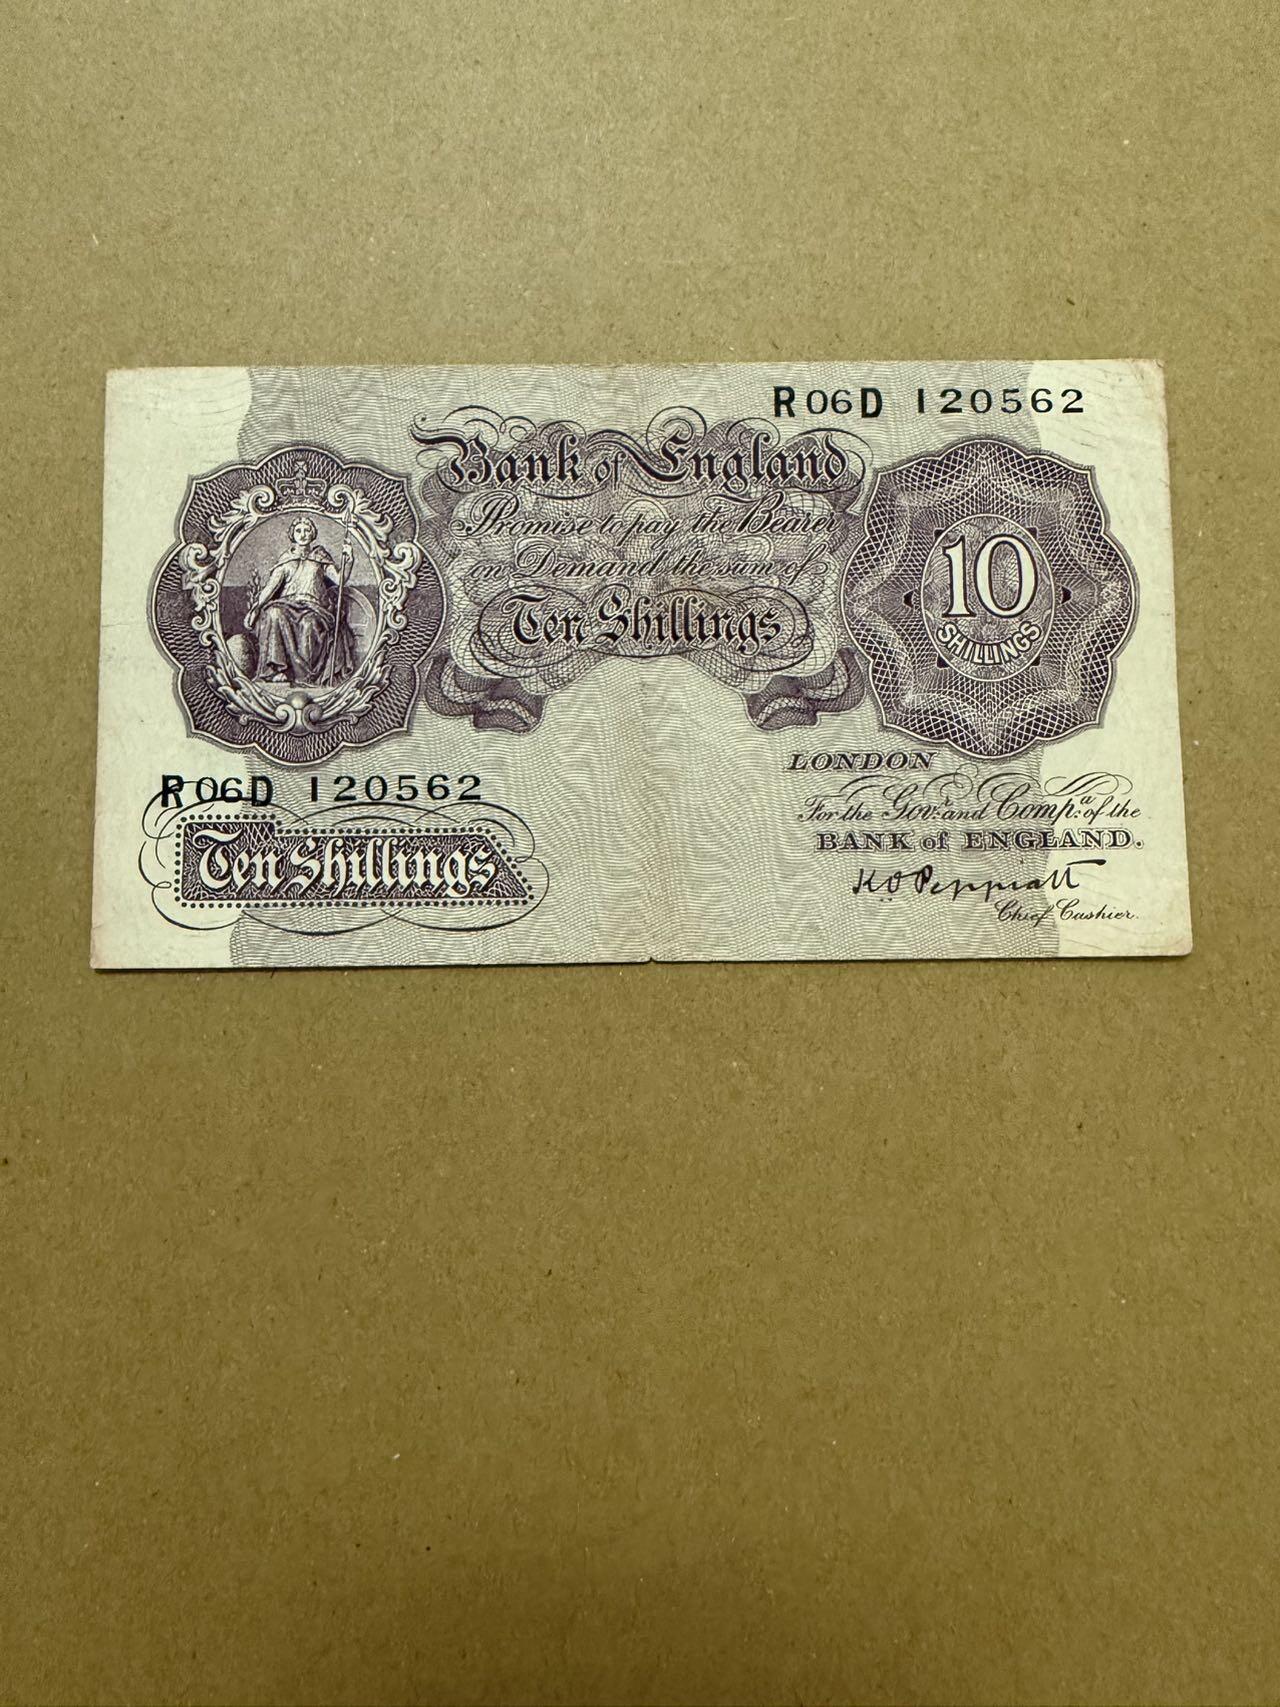 R06D 120562
Bank of England
Promise to pay the Bearer
on Demand the sum of
Ten Shillings
10
SHILLINGS
R06D 120562
Ten Shillings
LONDON
For the Govr. and Compa. of the
BANK of ENGLAND.
K O Peppiatt
Chief Cashier.